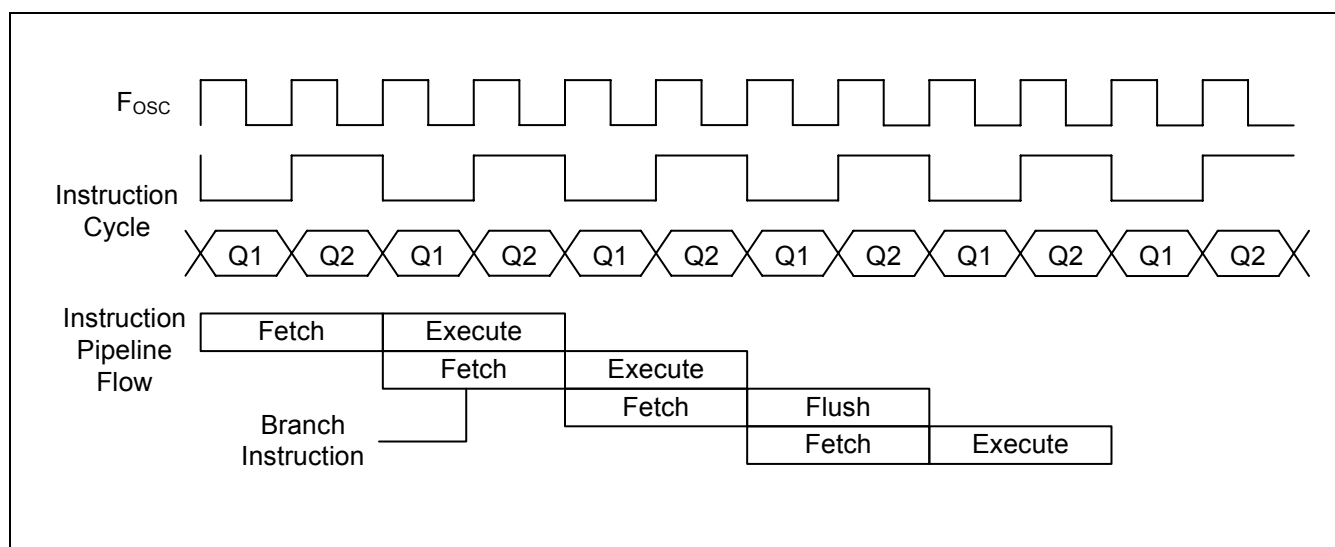 FOSC
Instruction
Cycle
Q1 Q2 Q1 Q2 Q1 Q2 Q1 Q2 Q1 Q2 Q1 Q2
Instruction
Pipeline
Flow
Fetch Execute
Fetch Execute
Fetch Flush
Fetch Execute
Branch
Instruction